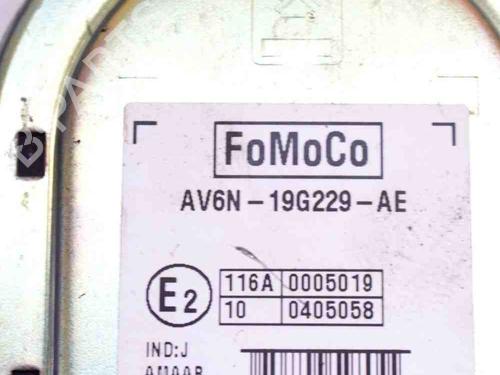 FoMoCo
AV6N-19G229-AE
E2
116A 0005019
10 0405058
IND:J